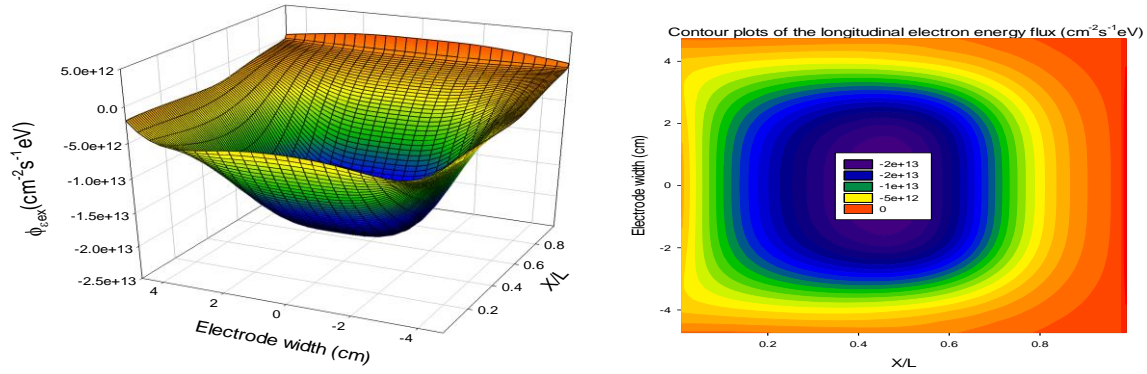 5.0e+12
0.0
-5.0e+12
-1.0e+13
-1.5e+13
-2.0e+13
-2.5e+13
ϕεex(cm⁻²s⁻¹eV)
4
2
0
-2
-4
Electrode width (cm)
0.2
0.4
0.6
0.8
X/L
Contour plots of the longitudinal electron energy flux (cm⁻²s⁻¹eV)
4
2
0
-2
-4
Electrode width (cm)
-2e+13
-2e+13
-1e+13
-5e+12
0
0.2
0.4
0.6
0.8
X/L